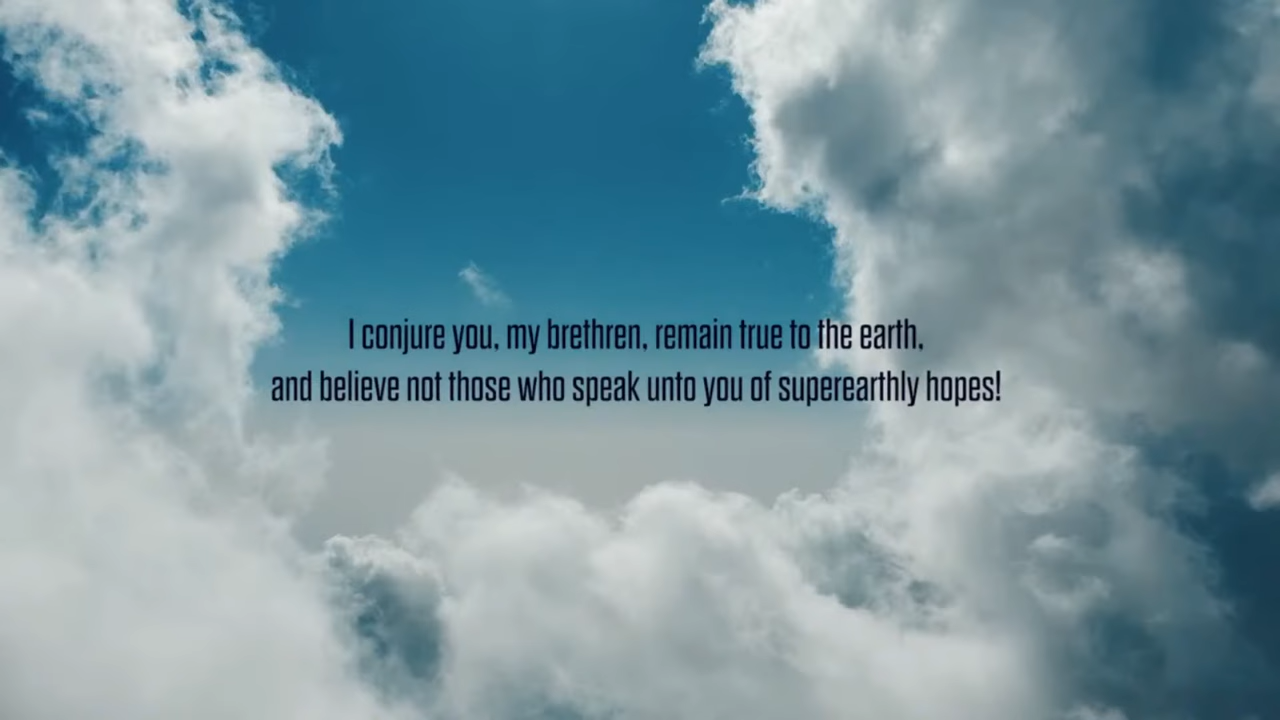 I conjure you, my brethren, remain true to the earth,
and believe not those who speak unto you of superearthly hopes!